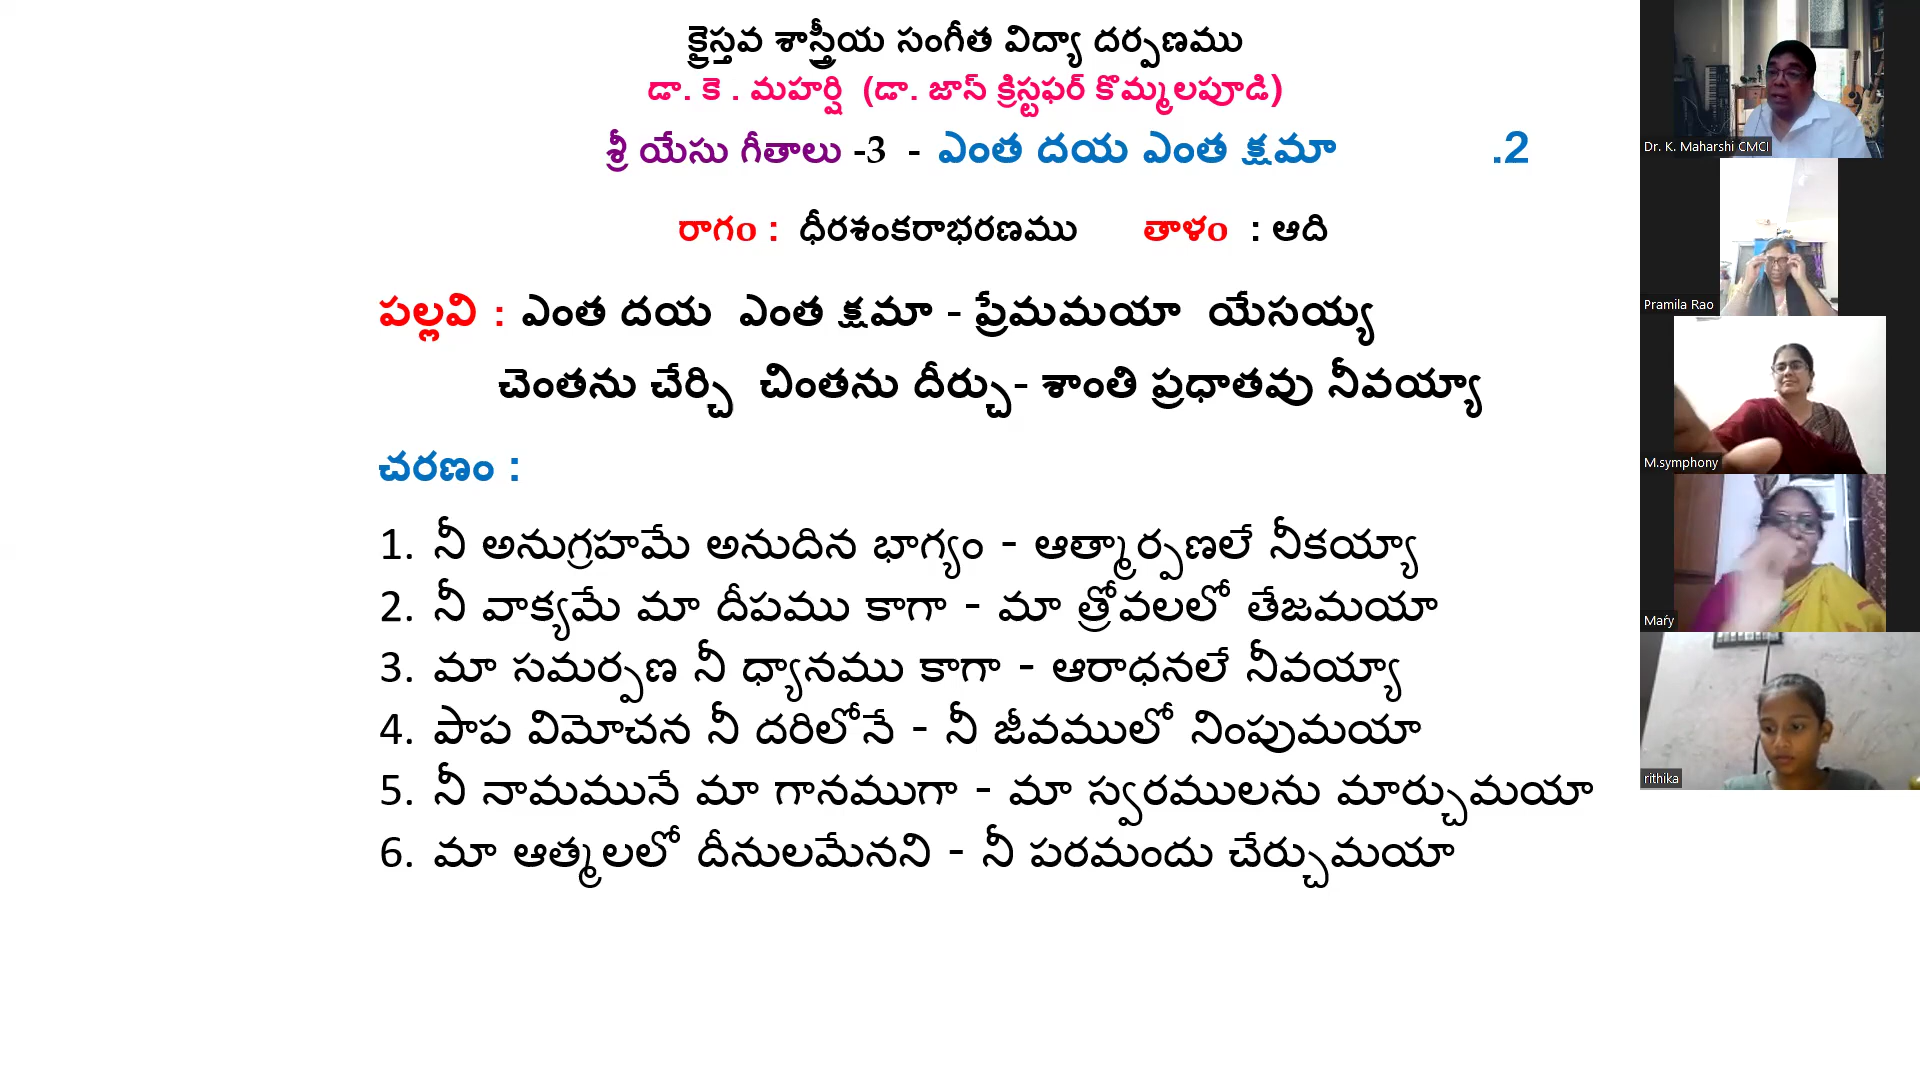 క్రైస్తవ శాస్త్రీయ సంగీత విద్యా దర్పణము
డా. కె . మహర్షి (డా. జాన్ క్రిస్టఫర్ కొమ్మలపూడి)
శ్రీ యేసు గీతాలు -3 - ఎంత దయ ఎంత క్షమా .2
రాగం : ధీరశంకరాభరణము తాళం : ఆది
పల్లవి : ఎంత దయ ఎంత క్షమా - ప్రేమమయా యేసయ్య
చెంతను చేర్చి చింతను దీర్చు- శాంతి ప్రధాతవు నీవయ్యా
చరణం :
1. నీ అనుగ్రహమే అనుదిన భాగ్యం - ఆత్మార్పణలే నీకయ్యా
2. నీ వాక్యమే మా దీపము కాగా - మా త్రోవలలో తేజమయా
3. మా సమర్పణ నీ ధ్యానము కాగా - ఆరాధనలే నీవయ్యా
4. పాప విమోచన నీ దరిలోనే - నీ జీవములో నింపుమయా
5. నీ నామమునే మా గానముగా - మా స్వరములను మార్చుమయా
6. మా ఆత్మలలో దీనులమేనని - నీ పరమందు చేర్చుమయా
Dr. K. Maharshi CMCI
Pramila Rao
M.symphony
Maŕy
rithika